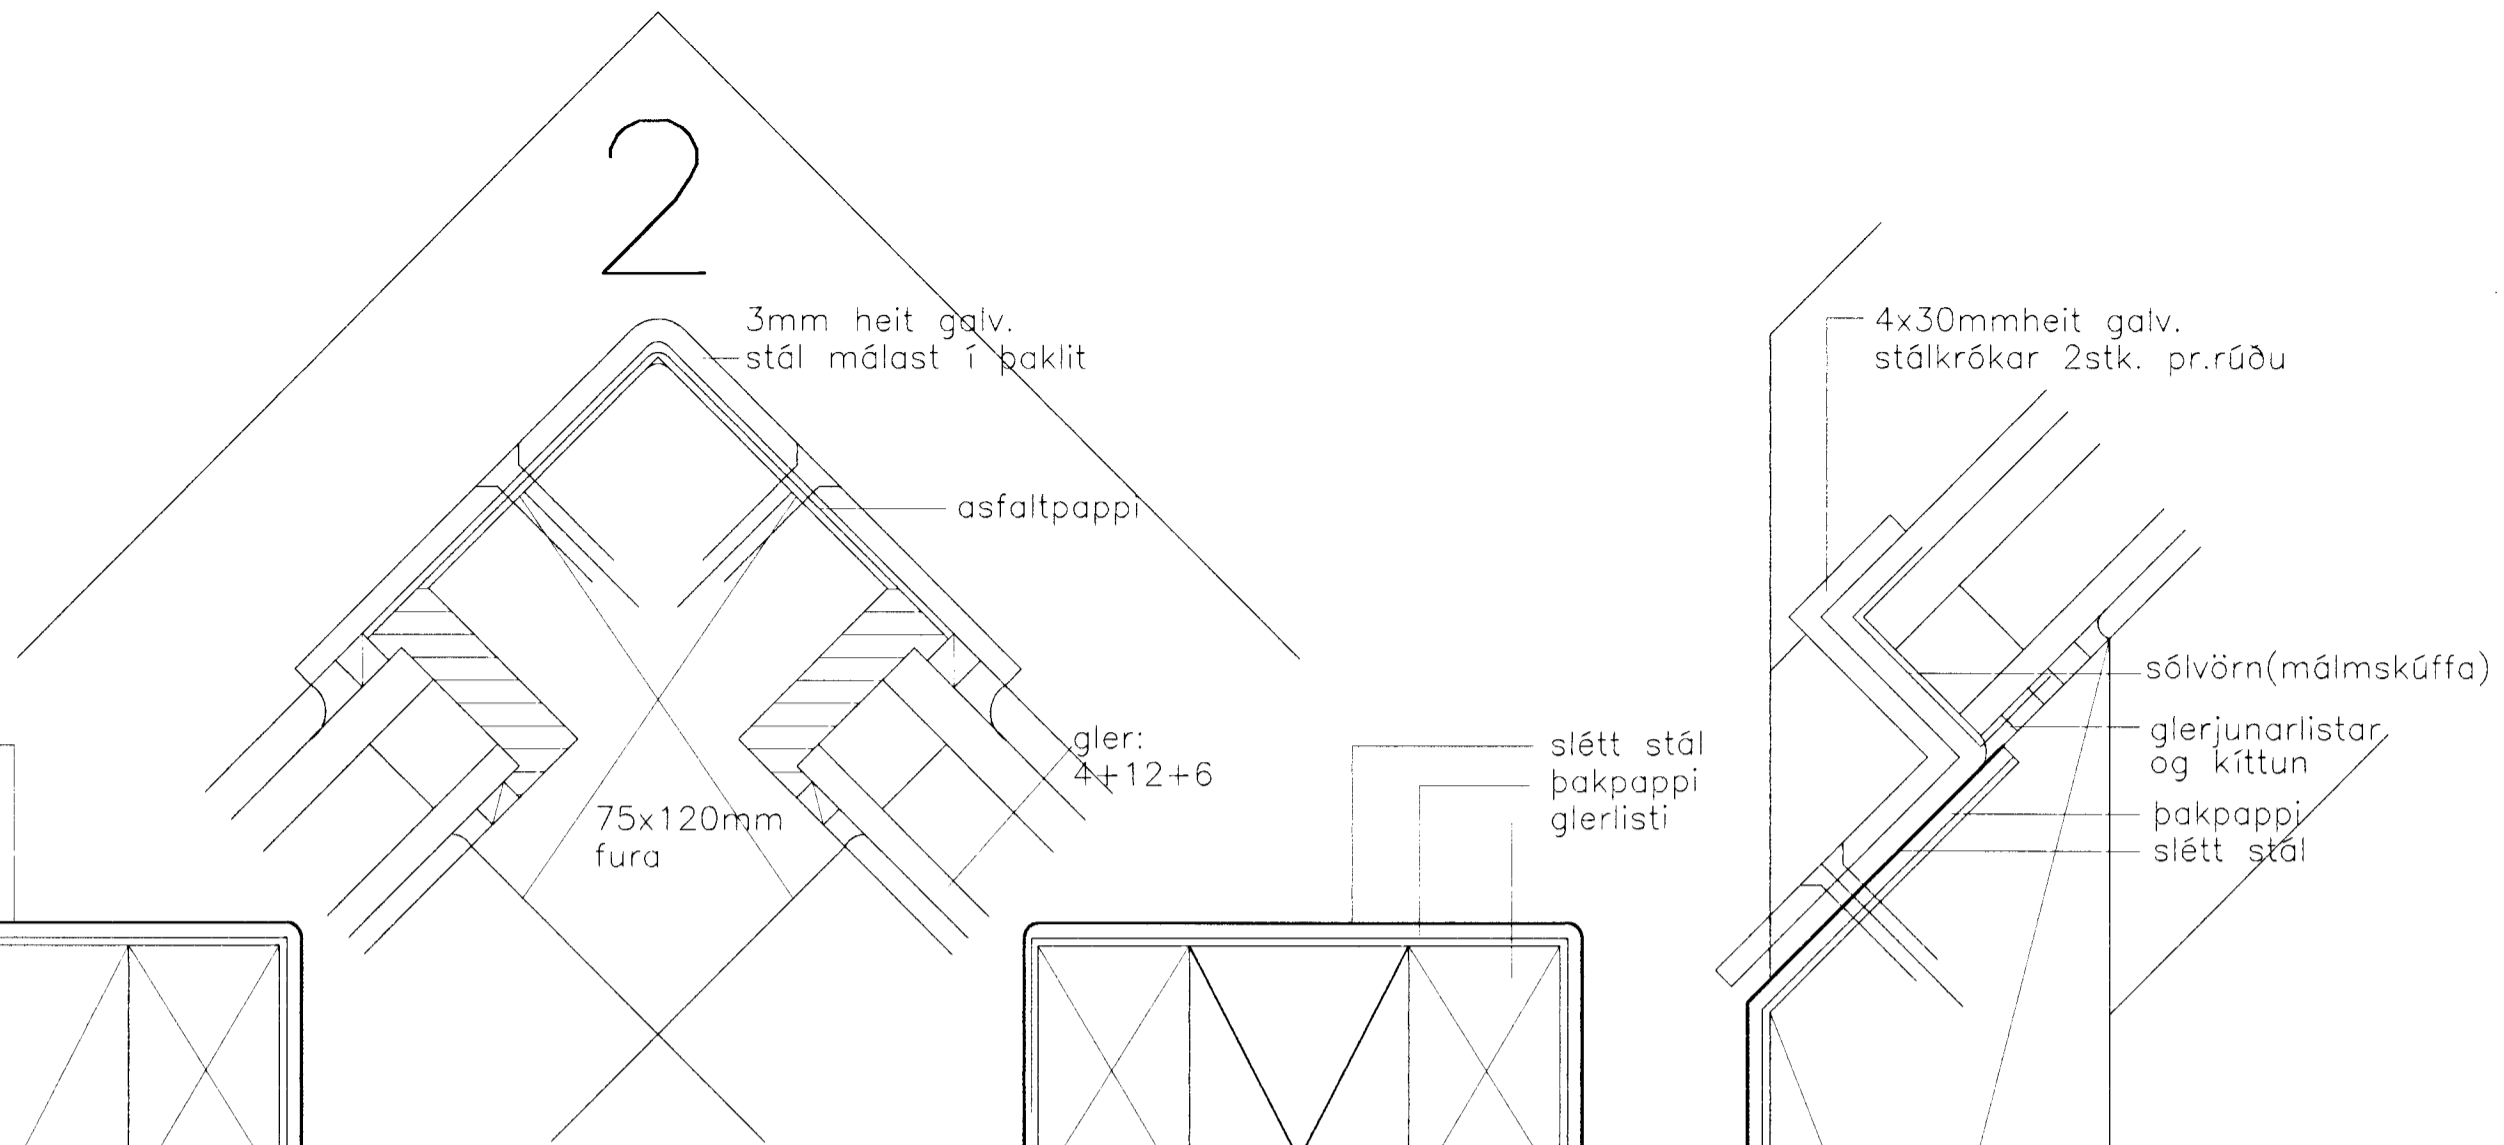 2
3mm heit galv.
stál málast í þaklit
asfaltpappi
75x120mm
fura
gler:
4+12+6
slétt stál
þakpappi
glerlisti
4x30mmheit galv.
stálkrókar 2stk. pr.rúðu
sólvörn(málmskúffa)
glerjunarlistar
og kíttun
þakpappi
slétt stál